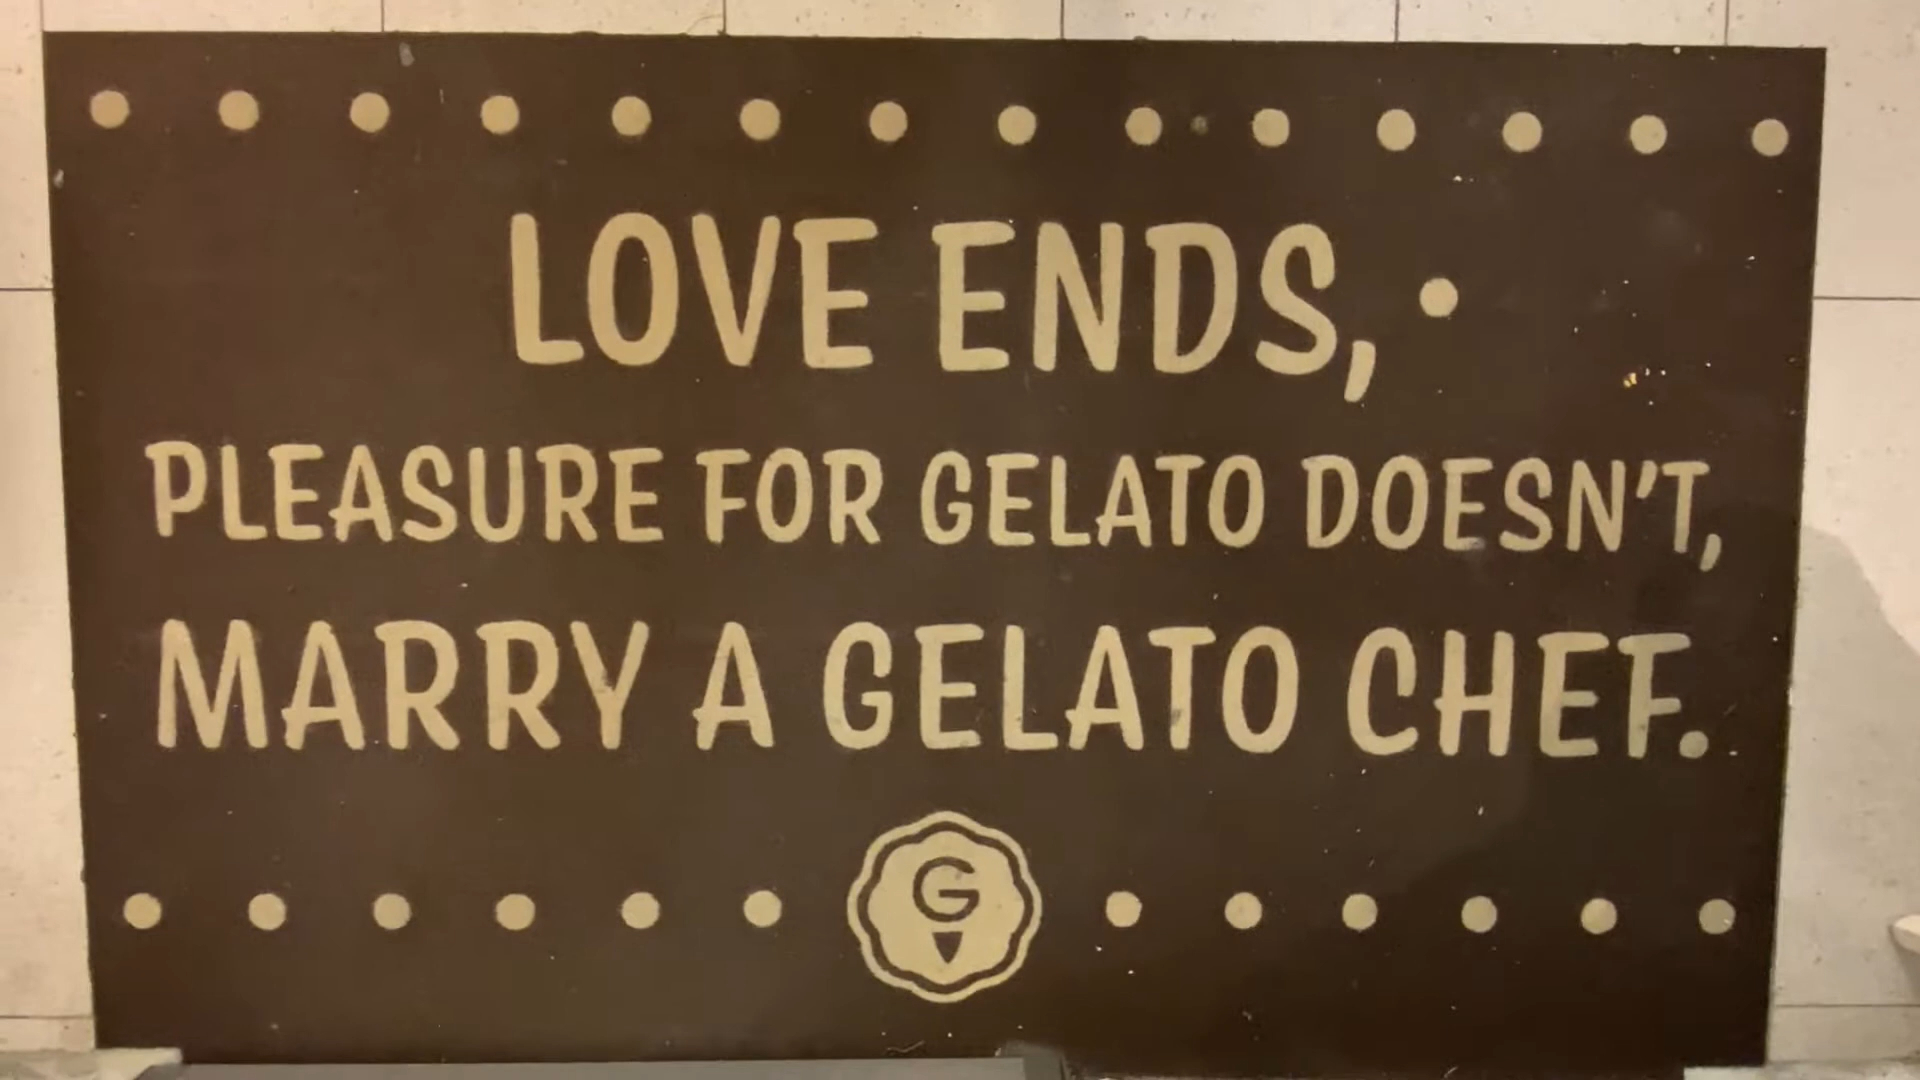 LOVE ENDS,
PLEASURE FOR GELATO DOESN'T,
MARRY A GELATO CHEF.
G